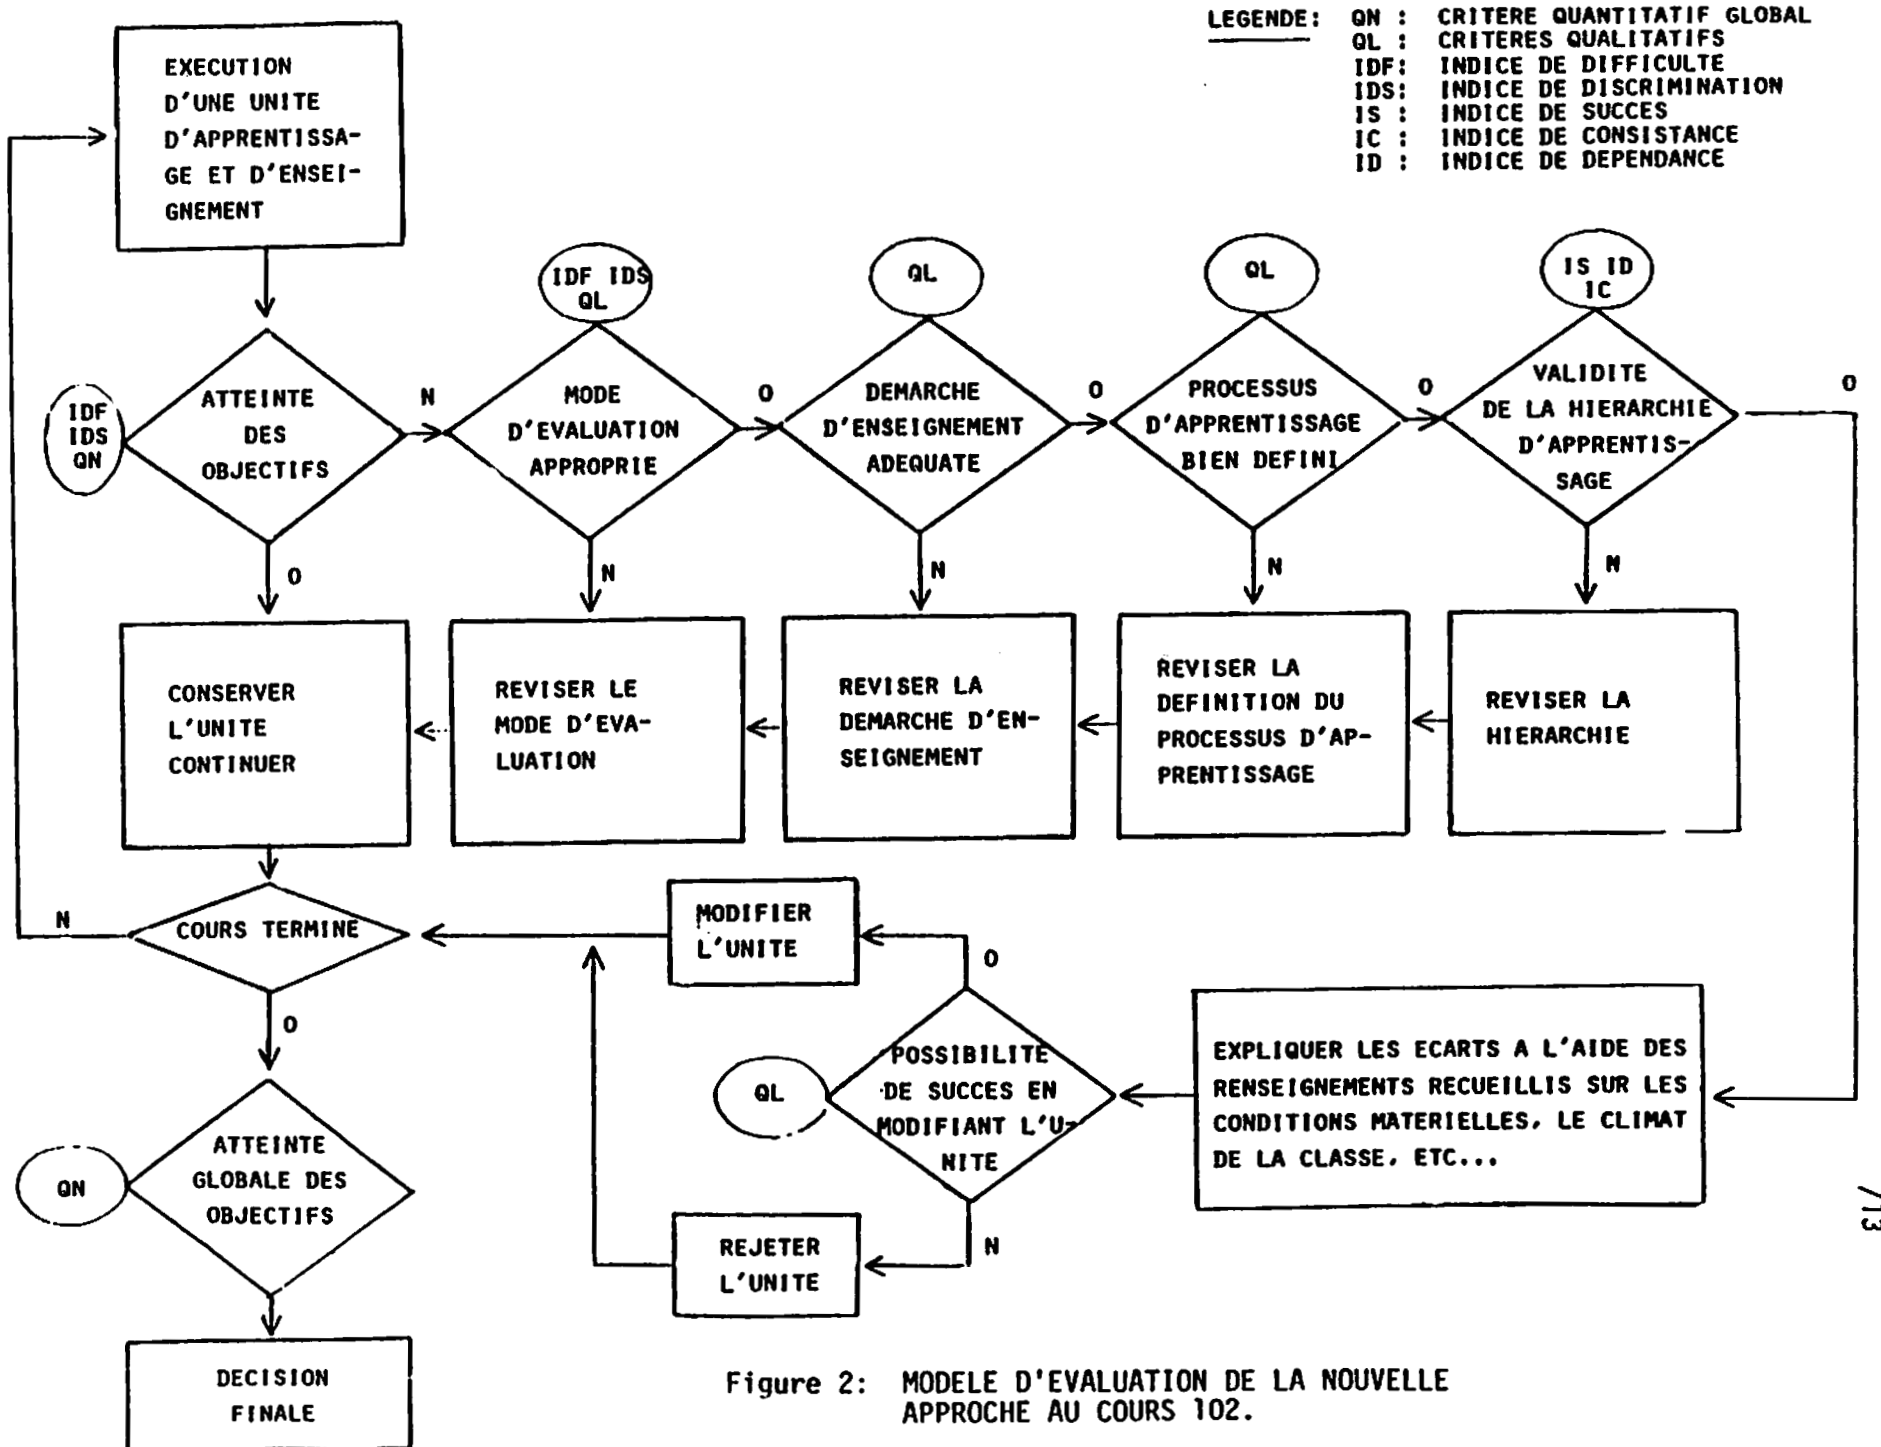 LEGENDE: QN : CRITERE QUANTITATIF GLOBAL
QL : CRITERES QUALITATIFS
IDF: INDICE DE DIFFICULTE
IDS: INDICE DE DISCRIMINATION
IS : INDICE DE SUCCES
IC : INDICE DE CONSISTANCE
ID : INDICE DE DEPENDANCE
EXECUTION
D'UNE UNITE
D'APPRENTISSA-
GE ET D'ENSEI-
GNEMENT
IDF
IDS
QN
ATTEINTE
DES
OBJECTIFS
N
O
IDF IDS
QL
MODE
D'EVALUATION
APPROPRIE
O
N
QL
DEMARCHE
D'ENSEIGNEMENT
ADEQUATE
O
N
QL
PROCESSUS
D'APPRENTISSAGE
BIEN DEFINI
O
N
IS ID
IC
VALIDITE
DE LA HIERARCHIE
D'APPRENTIS-
SAGE
O
N
CONSERVER
L'UNITE
CONTINUER
REVISER LE
MODE D'EVA-
LUATION
REVISER LA
DEMARCHE D'EN-
SEIGNEMENT
REVISER LA
DEFINITION DU
PROCESSUS D'AP-
PRENTISSAGE
REVISER LA
HIERARCHIE
N
COURS TERMINE
O
MODIFIER
L'UNITE
O
QL
POSSIBILITE
DE SUCCES EN
MODIFIANT L'U-
NITE
N
EXPLIQUER LES ECARTS A L'AIDE DES
RENSEIGNEMENTS RECUEILLIS SUR LES
CONDITIONS MATERIELLES, LE CLIMAT
DE LA CLASSE, ETC...
REJETER
L'UNITE
QN
ATTEINTE
GLOBALE DES
OBJECTIFS
DECISION
FINALE
/13
Figure 2: MODELE D'EVALUATION DE LA NOUVELLE
APPROCHE AU COURS 102.